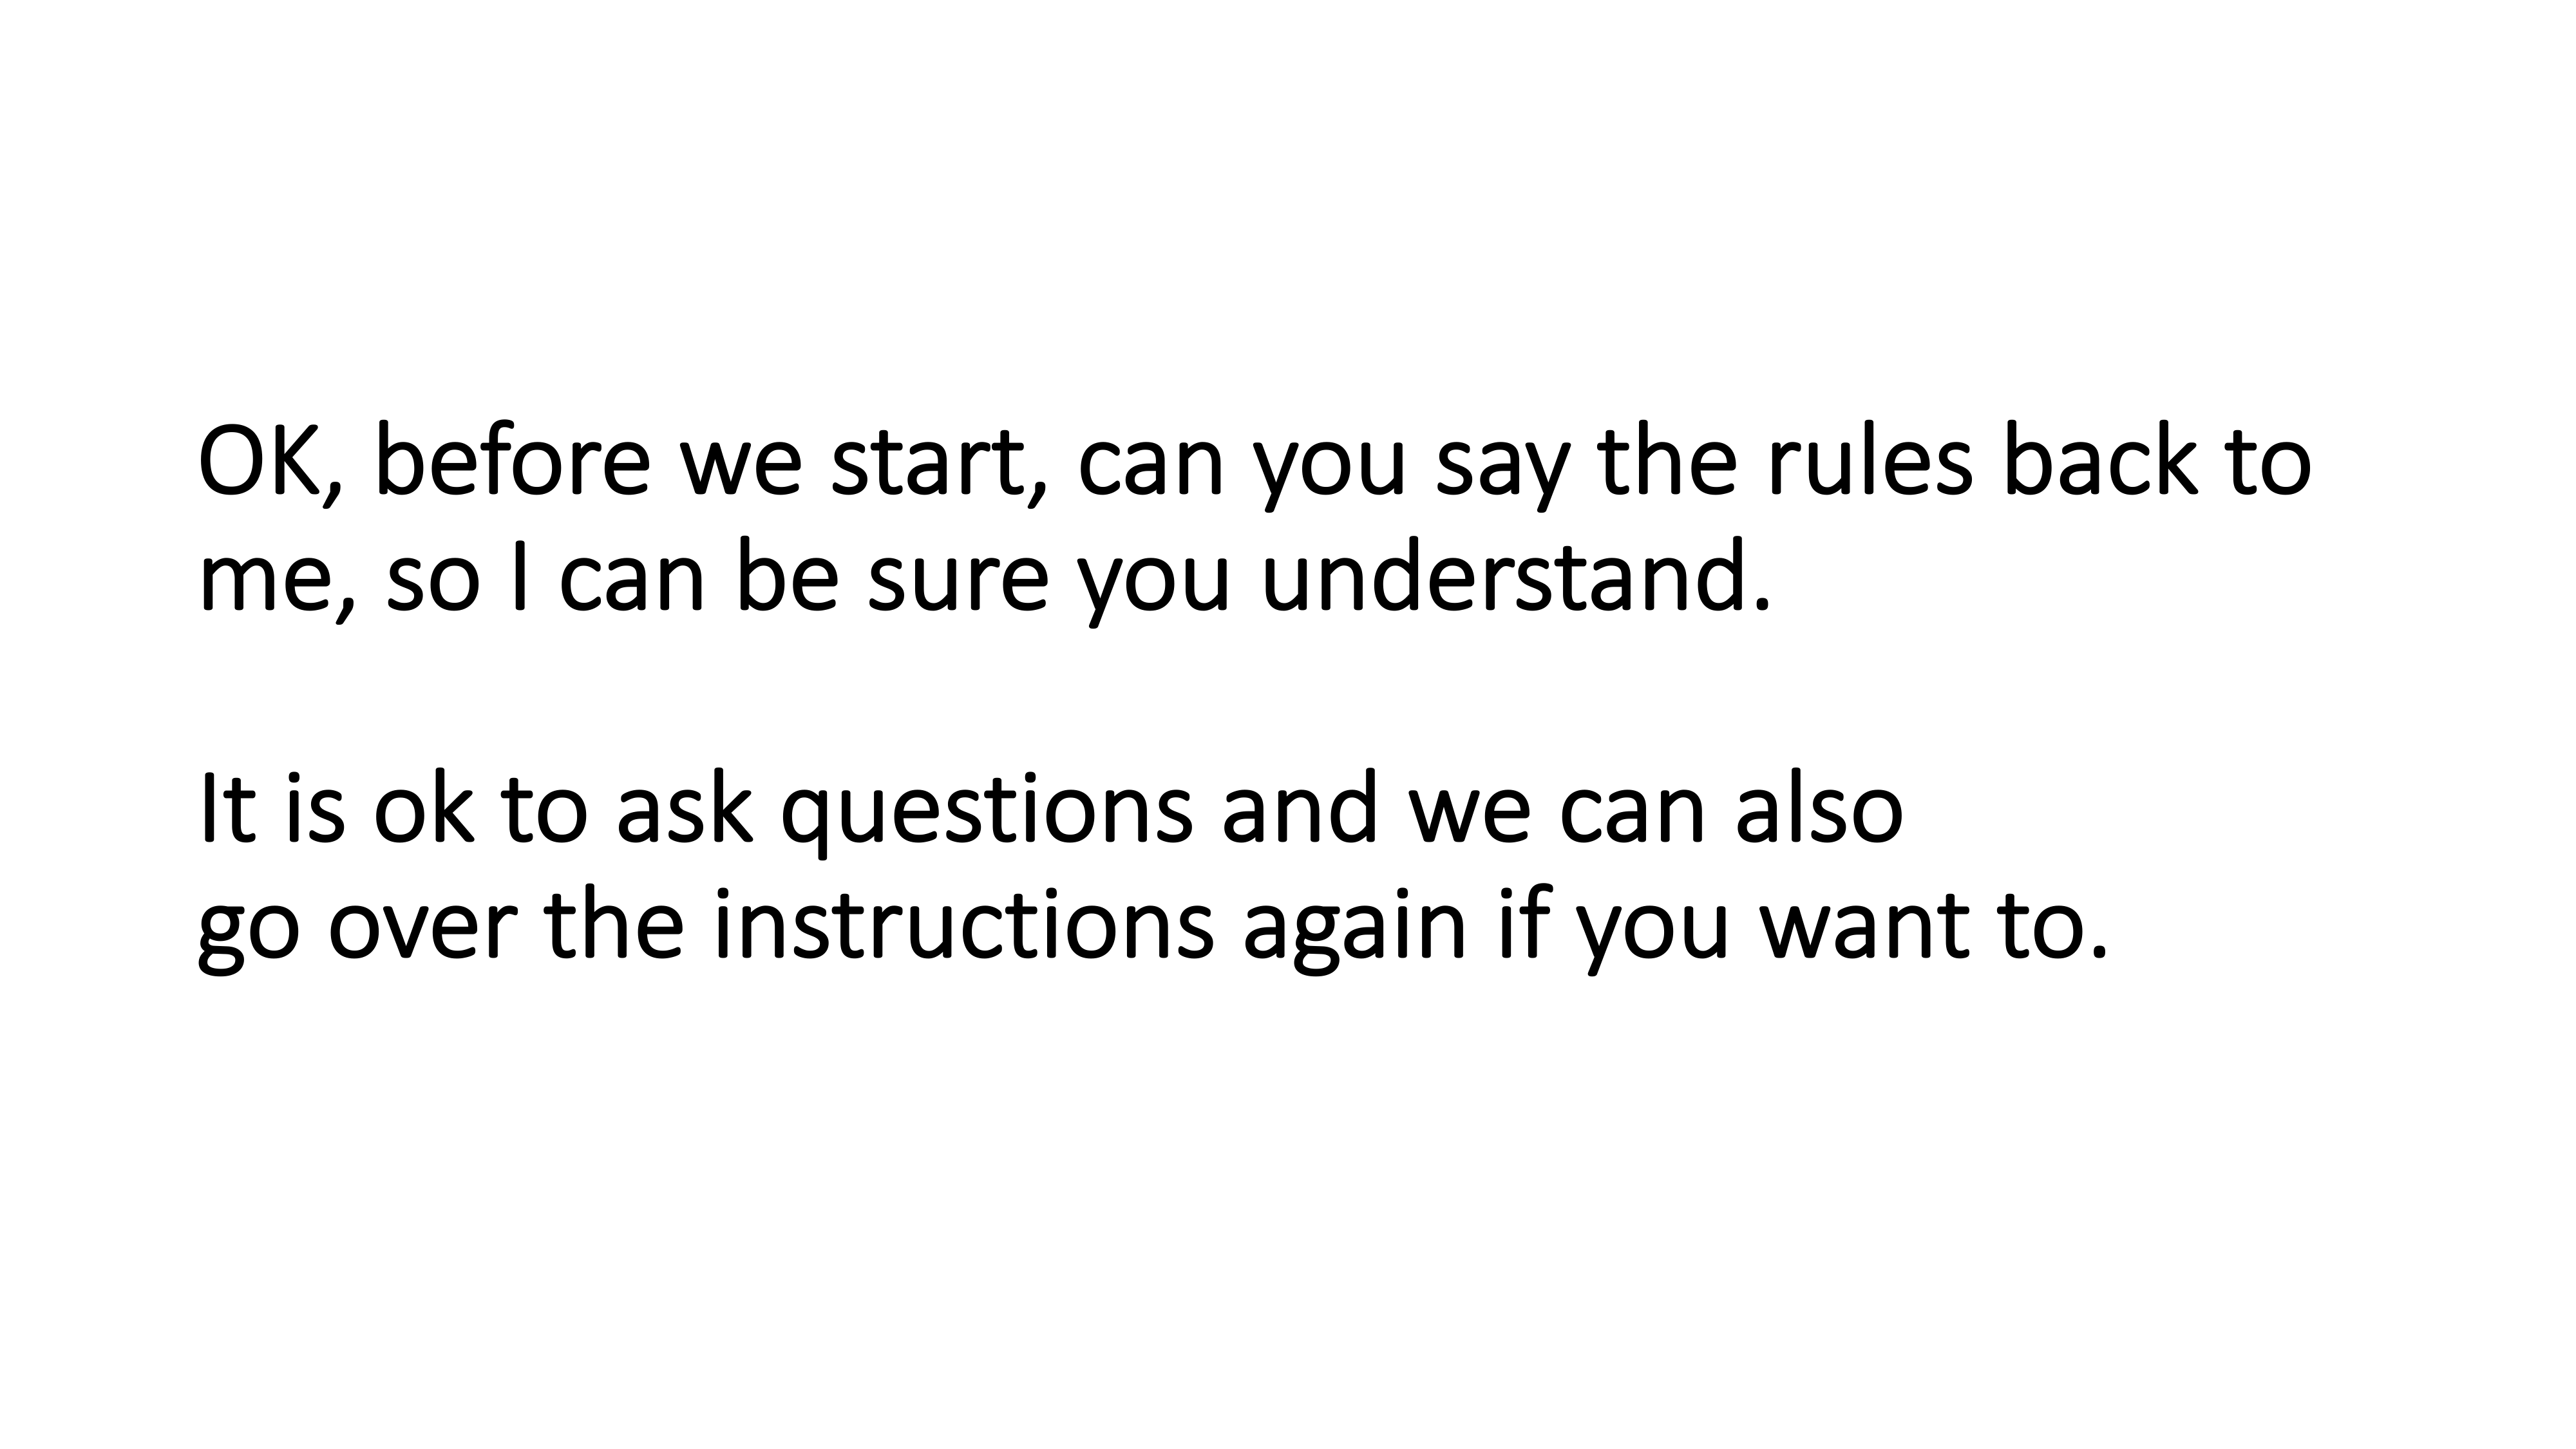 OK, before we start, can you say the rules back to
me, so I can be sure you understand.
It is ok to ask questions and we can also
go over the instructions again if you want to.